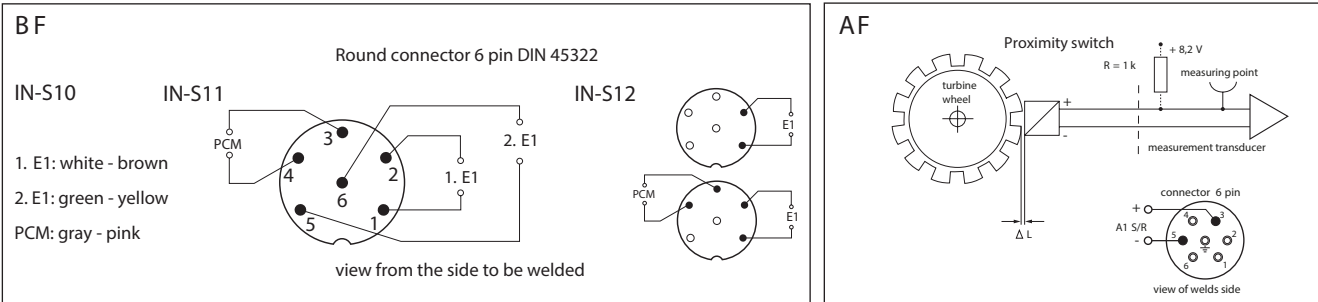 BF
Round connector 6 pin DIN 45322
IN-S10
IN-S11
IN-S12
1. E1: white - brown
2. E1: green - yellow
PCM: gray - pink
PCM
3
4
2
6
5
1
1. E1
2. E1
view from the side to be welded
E1
PCM
E1
AF
Proximity switch
+ 8,2 V
R = 1 k
measuring point
turbine
wheel
+
-
measurement transducer
Δ L
connector 6 pin
+
A1 S/R
-
4
3
5
2
6
1
view of welds side